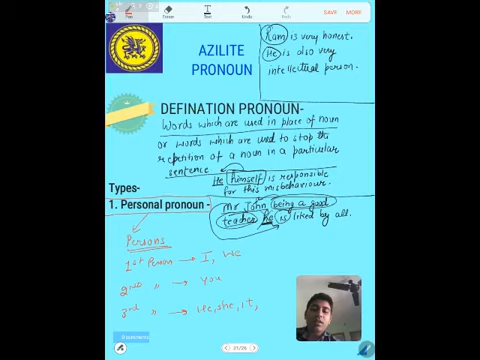 Pen
Eraser
Text
Undo
Redo
More
AZILITE
PRONOUN
Ram is very honest.
He is also very
intellectual person.
DEFINATION PRONOUN-
Words which are used in place of noun
or words which are used to stop the
repetition of a noun in a particular
sentence
He himself is responsible
for this misbehaviour.
Types-
1. Personal pronoun -
Mr John being a good
teacher he is liked by all.
Persons
1st Person → I, We
2nd " → You
3rd " → He, she, it,
21/26